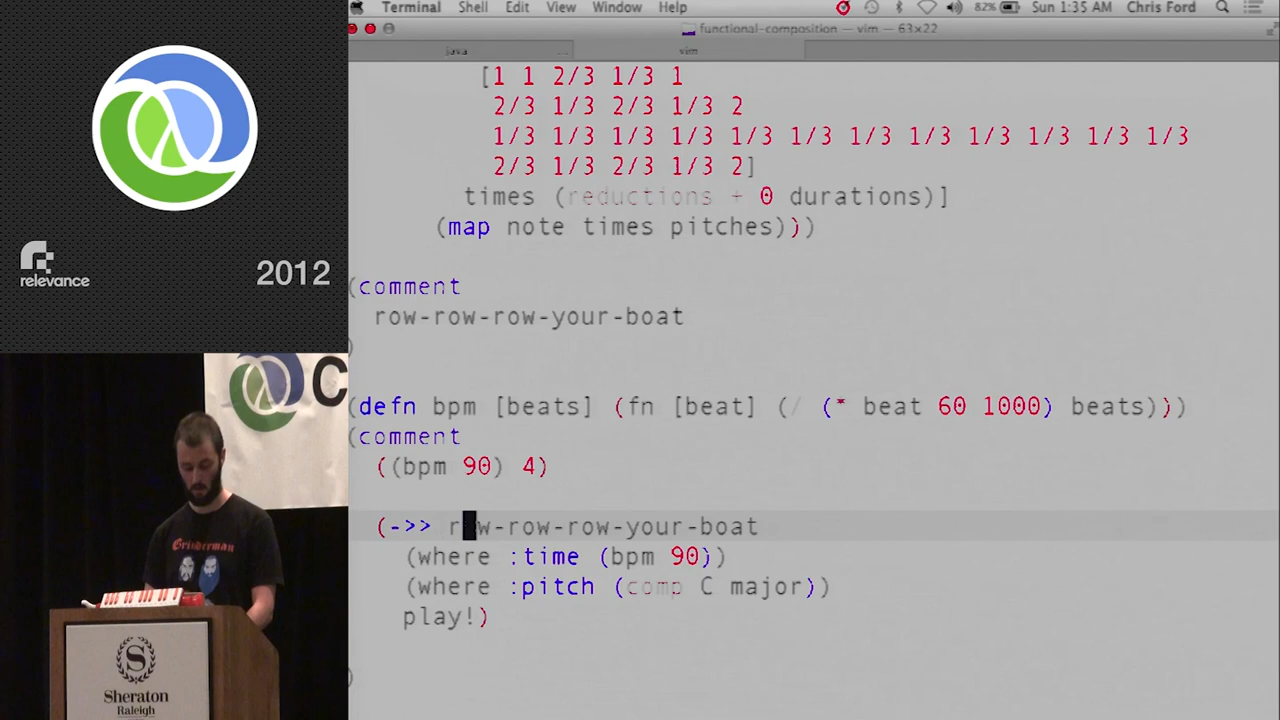 Terminal Shell Edit View Window Help 82% Sun 1:35 AM Chris Ford
functional-composition — vim — 63×22
java vim
[1 1 2/3 1/3 1
2/3 1/3 2/3 1/3 2
1/3 1/3 1/3 1/3 1/3 1/3 1/3 1/3 1/3 1/3 1/3 1/3
2/3 1/3 2/3 1/3 2]
times (reductions + 0 durations)]
(map note times pitches)))
(comment
row-row-row-your-boat
)
(defn bpm [beats] (fn [beat] (/ (* beat 60 1000) beats)))
(comment
((bpm 90) 4)
(->> row-row-row-your-boat
(where :time (bpm 90))
(where :pitch (comp C major))
play!)
)
relevance
2012
C
Grinderman
S
Sheraton
Raleigh